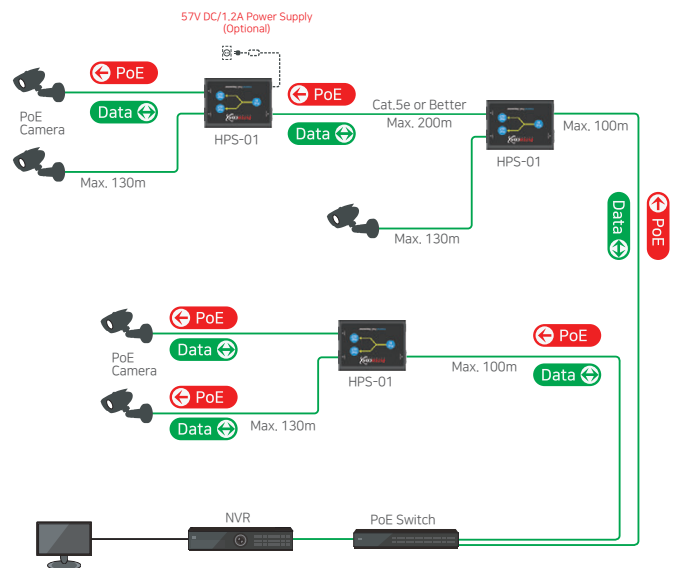 57V DC/1.2A Power Supply
(Optional)
PoE
Data
PoE
Camera
HPS-01
Max. 130m
PoE
Data
Cat.5e or Better
Max. 200m
HPS-01
Max. 100m
Max. 130m
PoE
Data
PoE
Data
PoE
Camera
PoE
Data
Max. 130m
HPS-01
Max. 100m
PoE
Data
NVR
PoE Switch